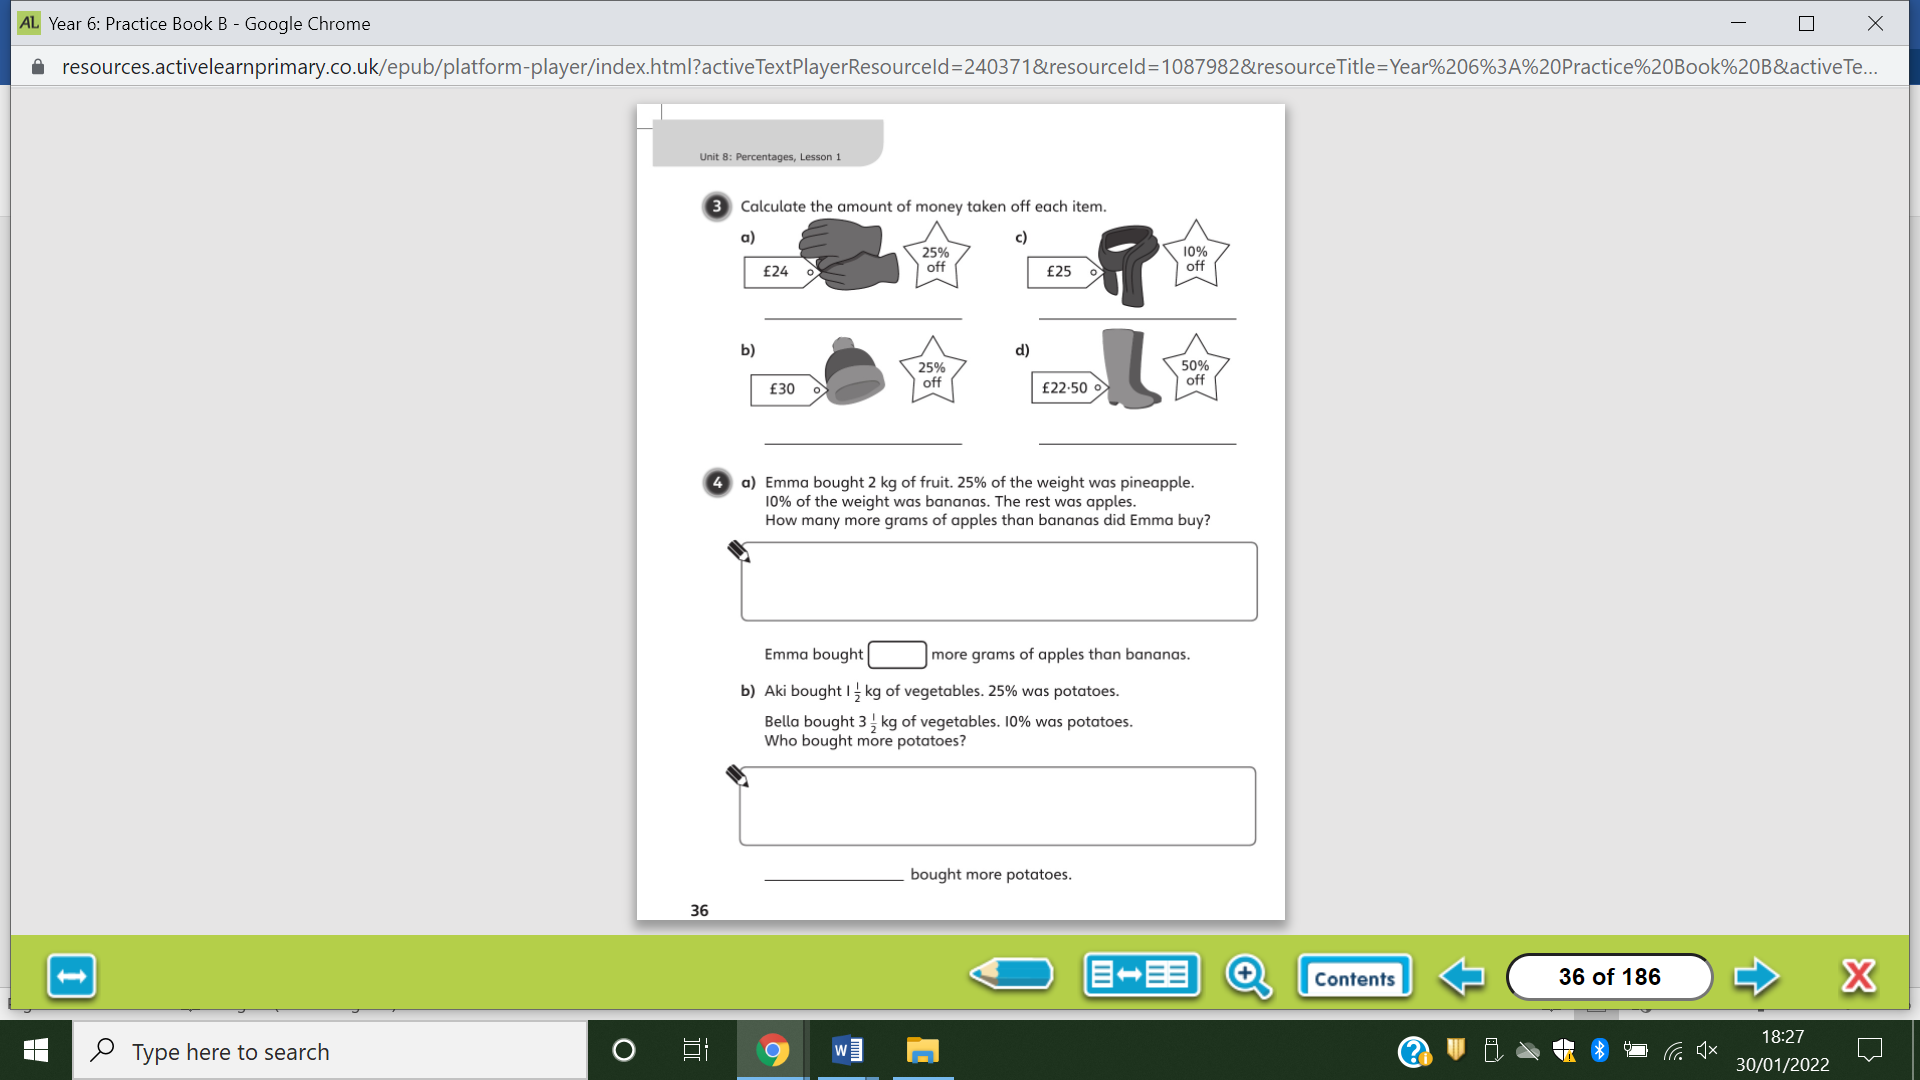 Year 6: Practice Book B - Google Chrome
resources.activelearnprimary.co.uk/epub/platform-player/index.html?activeTextPlayerResourceId=240371&resourceId=1087982&resourceTitle=Year%206%3A%20Practice%20Book%20B&activeTe...
Unit 8: Percentages, Lesson 1
3 Calculate the amount of money taken off each item.
a) £24 25% off
c) £25 10% off
b) £30 25% off
d) £22·50 50% off
4 a) Emma bought 2 kg of fruit. 25% of the weight was pineapple.
10% of the weight was bananas. The rest was apples.
How many more grams of apples than bananas did Emma buy?
Emma bought more grams of apples than bananas.
b) Aki bought 1 1/2 kg of vegetables. 25% was potatoes.
Bella bought 3 1/2 kg of vegetables. 10% was potatoes.
Who bought more potatoes?
bought more potatoes.
36
Contents
36 of 186
Type here to search
18:27
30/01/2022